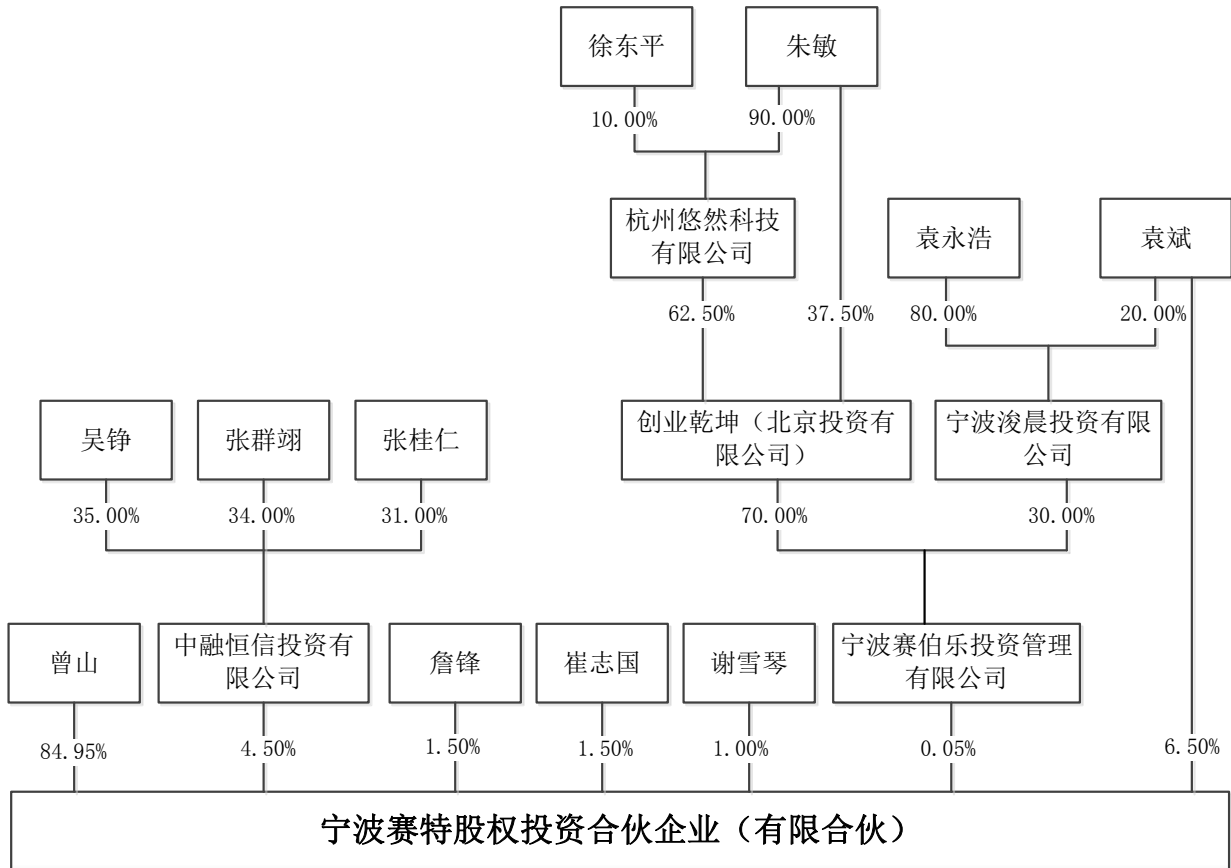 徐东平
朱敏
10.00%
90.00%
杭州悠然科技
有限公司
袁永浩
袁斌
62.50%
37.50%
80.00%
20.00%
吴铮
张群翊
张桂仁
创业乾坤（北京投资有
限公司）
宁波浚晨投资有限
公司
35.00%
34.00%
31.00%
70.00%
30.00%
曾山
中融恒信投资有
限公司
詹锋
崔志国
谢雪琴
宁波赛伯乐投资管理
有限公司
84.95%
4.50%
1.50%
1.50%
1.00%
0.05%
6.50%
宁波赛特股权投资合伙企业（有限合伙）